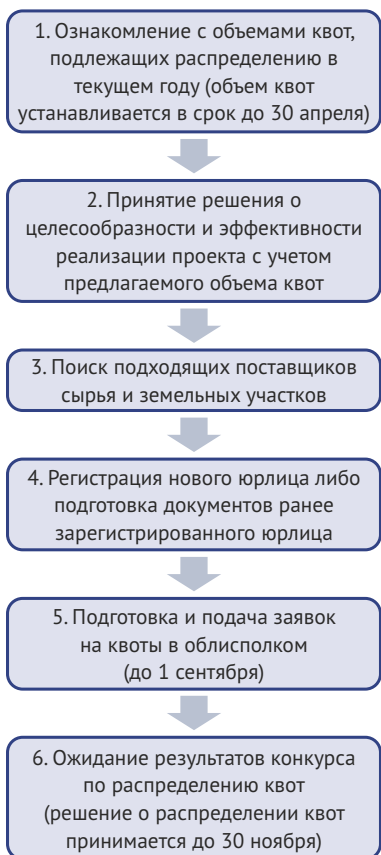 1. Ознакомление с объемами квот,
подлежащих распределению в
текущем году (объем квот
устанавливается в срок до 30 апреля)
2. Принятие решения о
целесообразности и эффективности
реализации проекта с учетом
предлагаемого объема квот
3. Поиск подходящих поставщиков
сырья и земельных участков
4. Регистрация нового юрлица либо
подготовка документов ранее
зарегистрированного юрлица
5. Подготовка и подача заявок
на квоты в облисполком
(до 1 сентября)
6. Ожидание результатов конкурса
по распределению квот
(решение о распределении квот
принимается до 30 ноября)